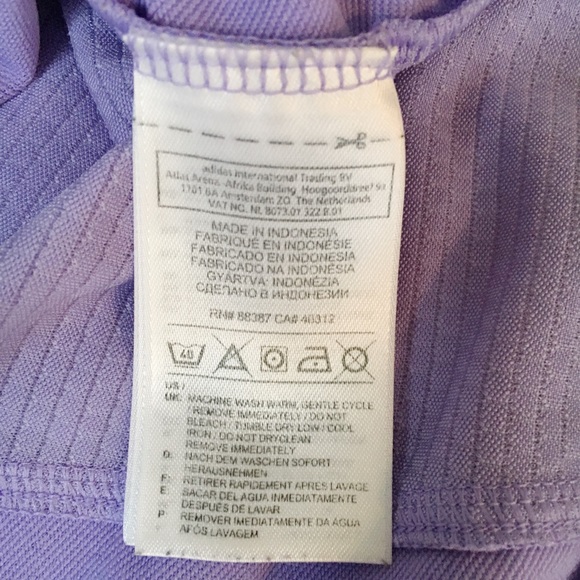 adidas International Trading BV
Atlas Arena -Afrika Building, Hoogoorddreef 9a
1101 BA Amsterdam ZO, The Netherlands
VAT NO. NL 8073.01.322.B.01
MADE IN INDONESIA
FABRIQUÉ EN INDONÉSIE
FABRICADO EN INDONESIA
FABRICADO NA INDONÉSIA
GYÁRTVA: INDONÉZIA
СДЕЛАНО В ИНДОНЕЗИИ
RN# 88387 CA# 40312
40
US /
UK: MACHINE WASH WARM, GENTLE CYCLE
/ REMOVE IMMEDIATELY / DO NOT
BLEACH / TUMBLE DRY LOW / COOL
IRON / DO NOT DRYCLEAN
REMOVE IMMEDIATELY
D: NACH DEM WASCHEN SOFORT
HERAUSNEHMEN
F: RETIRER RAPIDEMENT APRES LAVAGE
E: SACAR DEL AGUA INMEDIATAMENTE
DESPUÉS DE LAVAR
P: REMOVER IMEDIATAMENTE DA AGUA
APÓS LAVAGEM